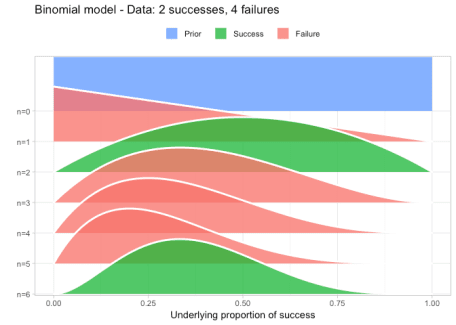 Binomial model - Data: 2 successes, 4 failures
Prior Success Failure
n=0
n=1
n=2
n=3
n=4
n=5
n=6
0.00 0.25 0.50 0.75 1.00
Underlying proportion of success